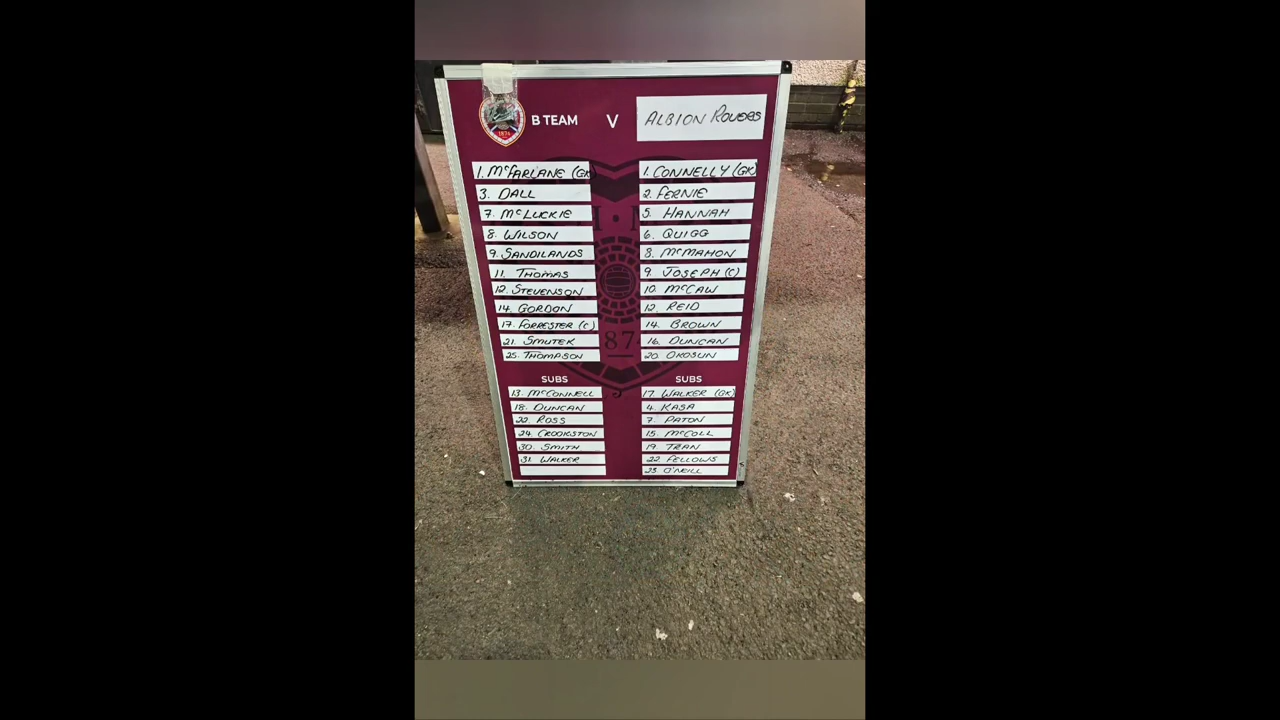 B TEAM V ALBION ROVERS
1. McFARLANE (GK)
3. DALL
7. McLUCKIE
8. WILSON
9. SANDILANDS
11. THOMAS
12. STEVENSON
14. GORDON
17. FORRESTER (C)
21. SMUTEK
25. THOMPSON
SUBS
13. McCONNELL
18. DUNCAN
22. ROSS
24. CROOKSTON
30. SMITH
31. WALKER
1. CONNELLY (GK)
2. FERNIE
5. HANNAH
6. QUIGG
8. McMAHON
9. JOSEPH (C)
10. McCAW
12. REID
14. BROWN
16. DUNCAN
20. OKOSUN
SUBS
17. WALKER (GK)
4. KASA
7. PATON
15. McCOLL
19. TRAN
22. FELLOWS
23. O'NEILL
1874